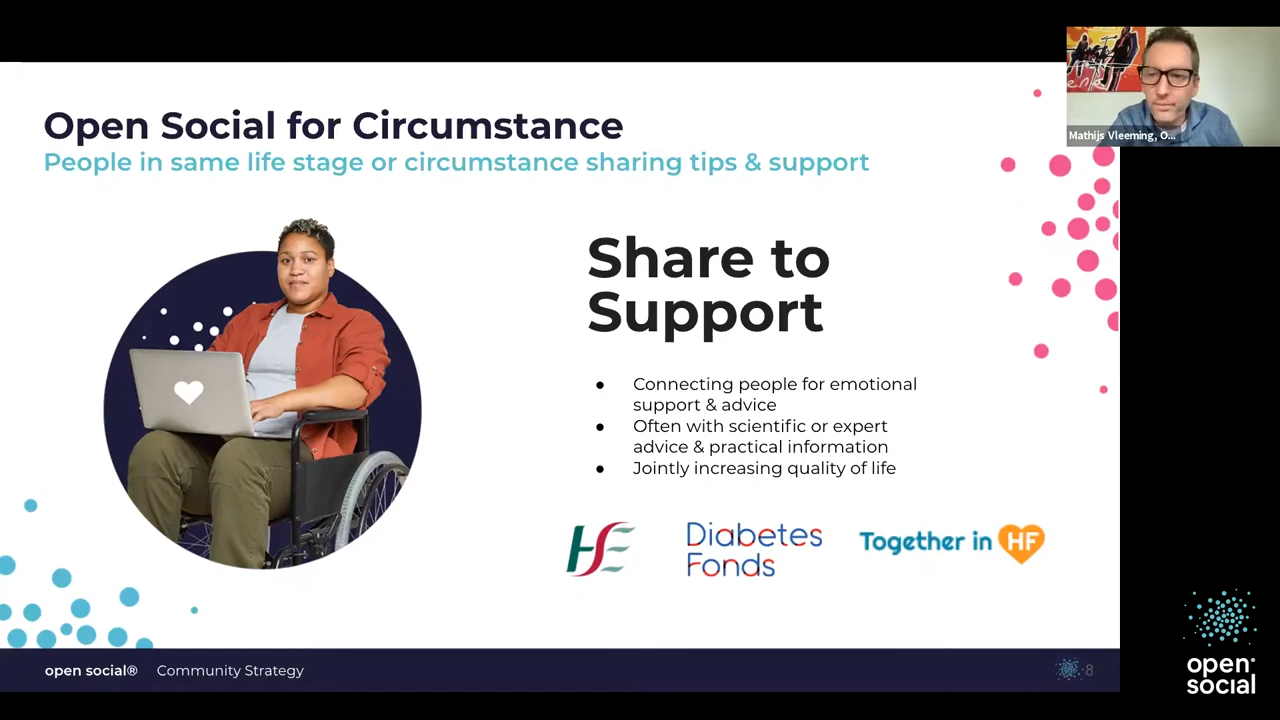 Open Social for Circumstance
People in same life stage or circumstance sharing tips & support
Mathijs Vleeming, O...
Share to
Support
● Connecting people for emotional
support & advice
● Often with scientific or expert
advice & practical information
● Jointly increasing quality of life
HSE
Diabetes
Fonds
Together in HF
open social® Community Strategy
8
open
social